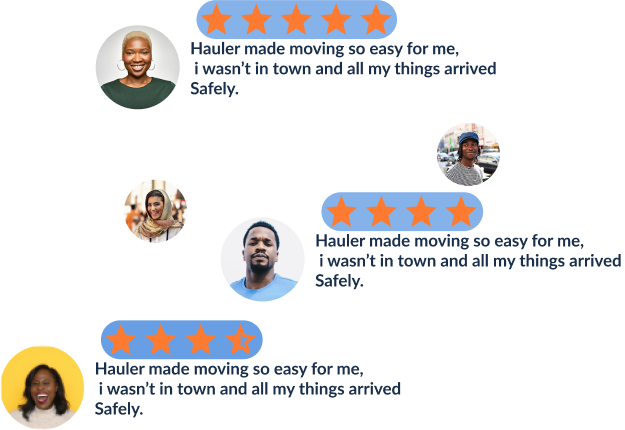 Hauler made moving so easy for me,
i wasn't in town and all my things arrived
Safely.
Hauler made moving so easy for me,
i wasn't in town and all my things arrived
Safely.
Hauler made moving so easy for me,
i wasn't in town and all my things arrived
Safely.